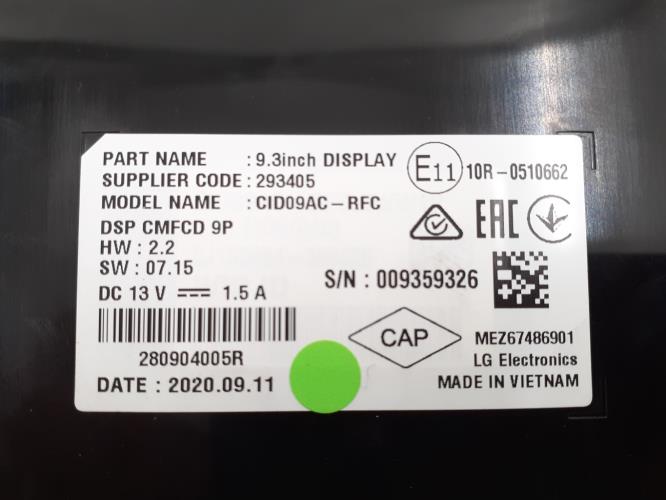 PART NAME : 9.3inch DISPLAY
SUPPLIER CODE : 293405
MODEL NAME : CID09AC-RFC
E11 10R-0510662
DSP CMFCD 9P
HW : 2.2
SW : 07.15
DC 13 V 1.5 A
EAC
S/N : 009359326
280904005R
DATE : 2020.09.11
CAP
MEZ67486901
LG Electronics
MADE IN VIETNAM